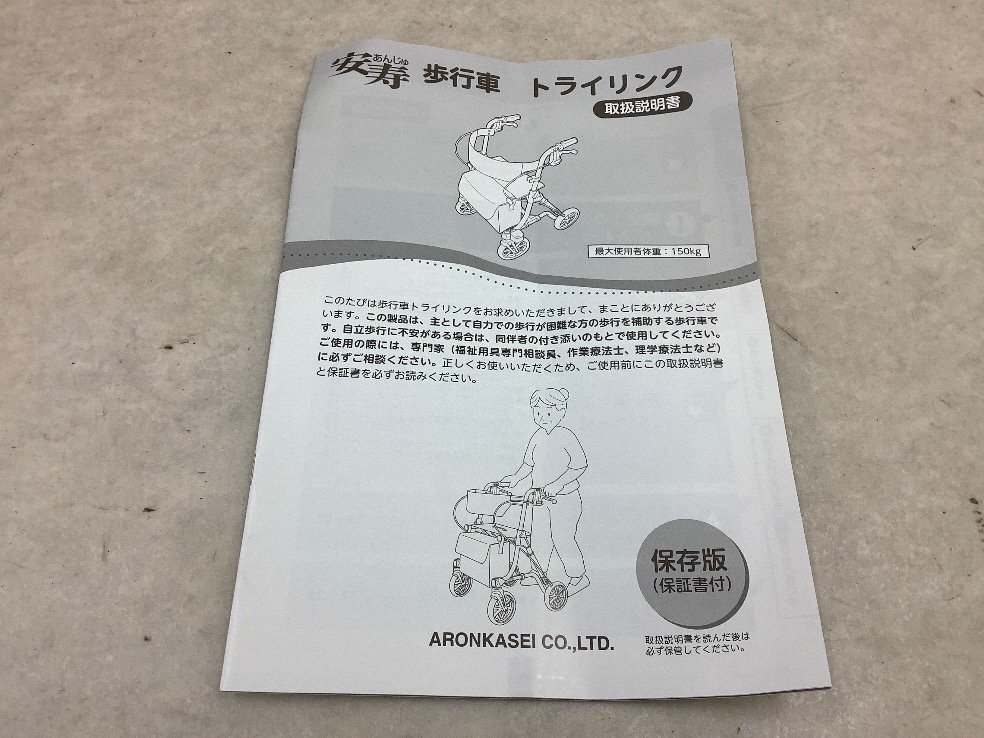 あんじゅ
安寿 歩行車 トライリンク
取扱説明書
最大使用者体重：150kg
このたびは歩行車トライリンクをお求めいただきまして、まことにありがとうござ
います。この製品は、主として自力での歩行が困難な方の歩行を補助する歩行車で
す。自立歩行に不安がある場合は、同伴者の付き添いのもとで使用してください。
ご使用の際には、専門家（福祉用具専門相談員、作業療法士、理学療法士など）
に必ずご相談ください。正しくお使いいただくため、ご使用前にこの取扱説明書
と保証書を必ずお読みください。
保存版
（保証書付）
ARONKASEI CO.,LTD.
取扱説明書を読んだ後は
必ず保管してください。